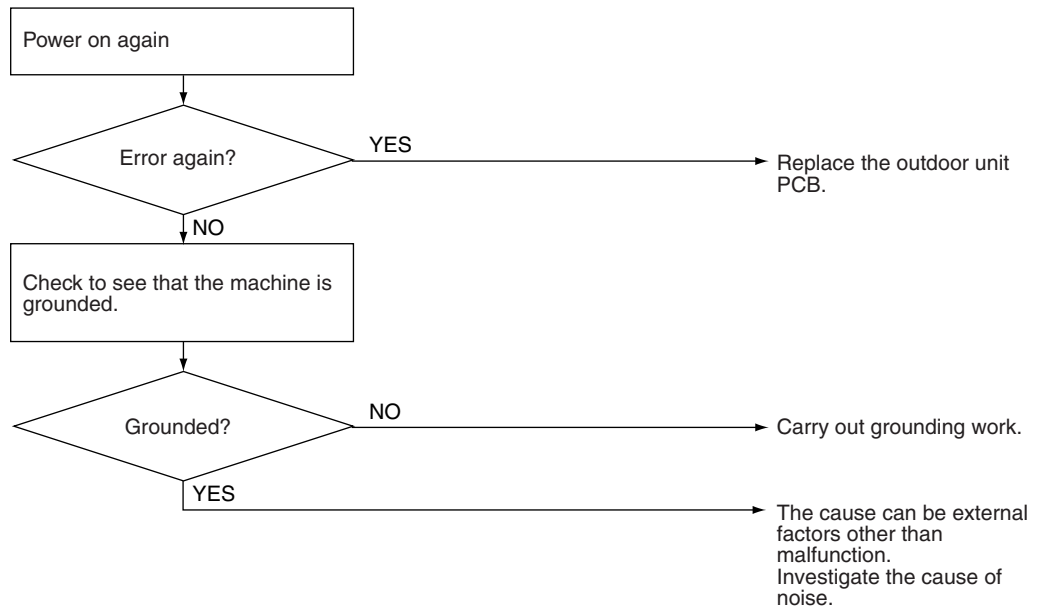 Power on again
Error again?
YES
Replace the outdoor unit
PCB.
NO
Check to see that the machine is
grounded.
Grounded?
NO
Carry out grounding work.
YES
The cause can be external
factors other than
malfunction.
Investigate the cause of
noise.